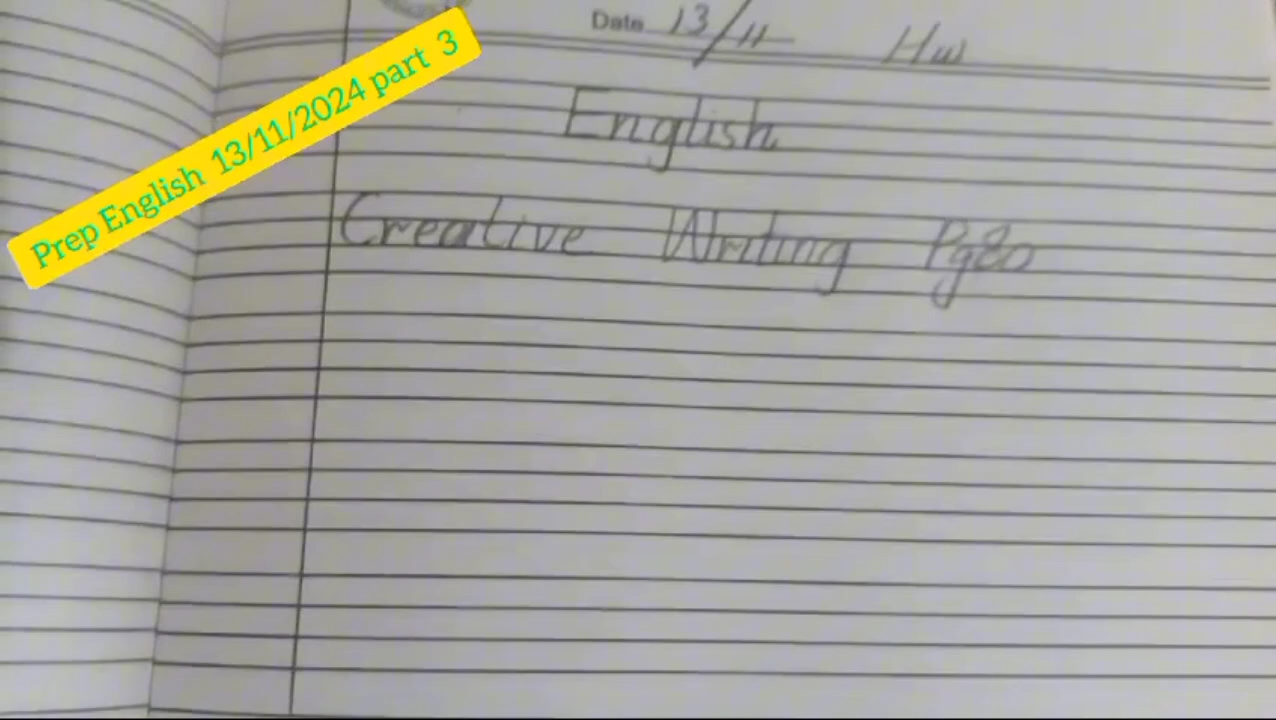 Date 13/11 Hw
Prep English 13/11/2024 part 3
English
Creative Writing Pg80